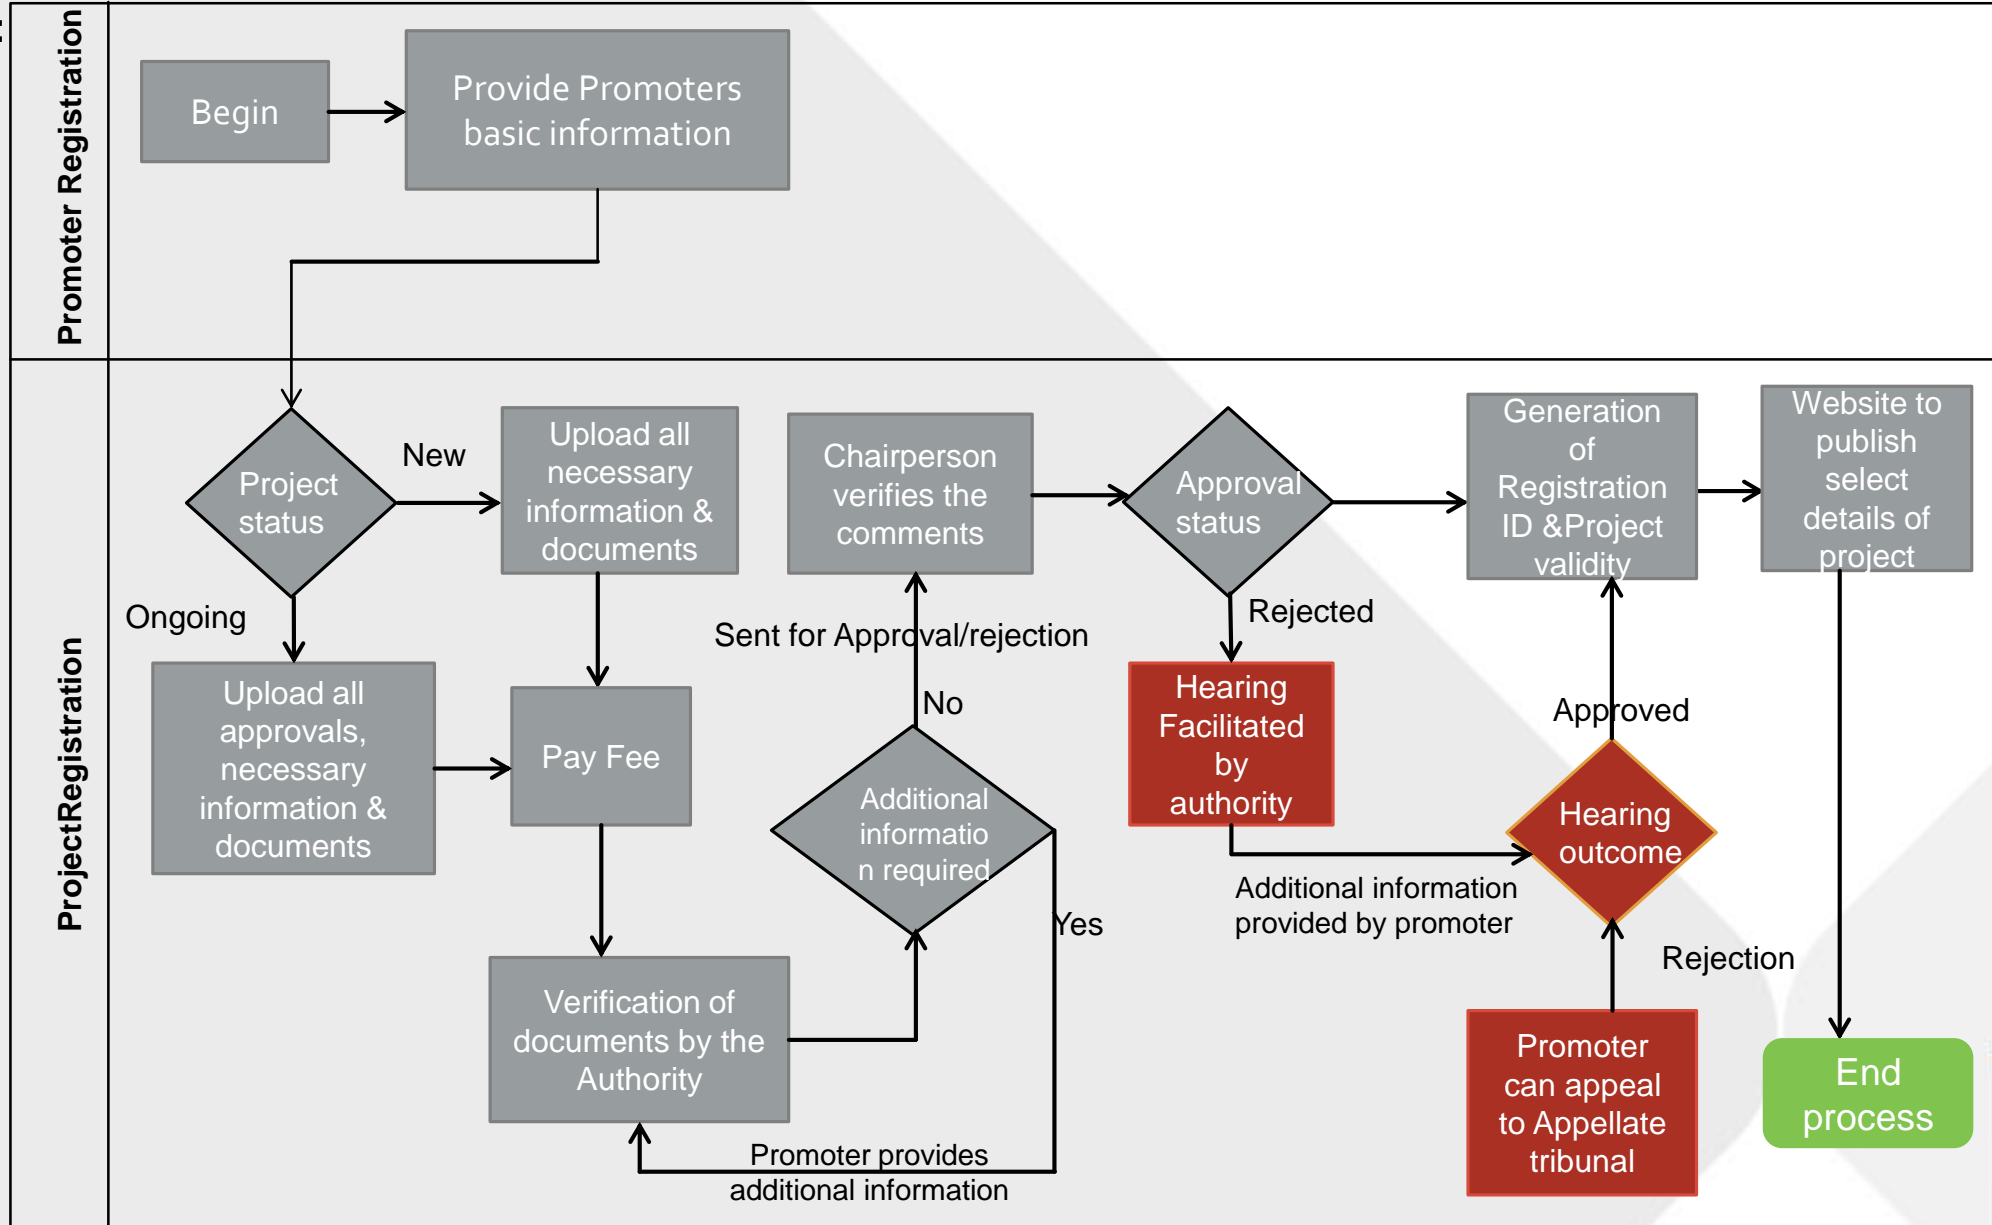 Promoter Registration
Begin
Provide Promoters
basic information
ProjectRegistration
Project
status
New
Upload all
necessary
information &
documents
Ongoing
Upload all
approvals,
necessary
information &
documents
Pay Fee
Verification of
documents by the
Authority
Additional
informatio
n required
Yes
Promoter provides
additional information
No
Sent for Approval/rejection
Chairperson
verifies the
comments
Approval
status
Rejected
Hearing
Facilitated
by
authority
Additional information
provided by promoter
Hearing
outcome
Approved
Rejection
Promoter
can appeal
to Appellate
tribunal
Generation
of
Registration
ID &Project
validity
Website to
publish
select
details of
project
End
process